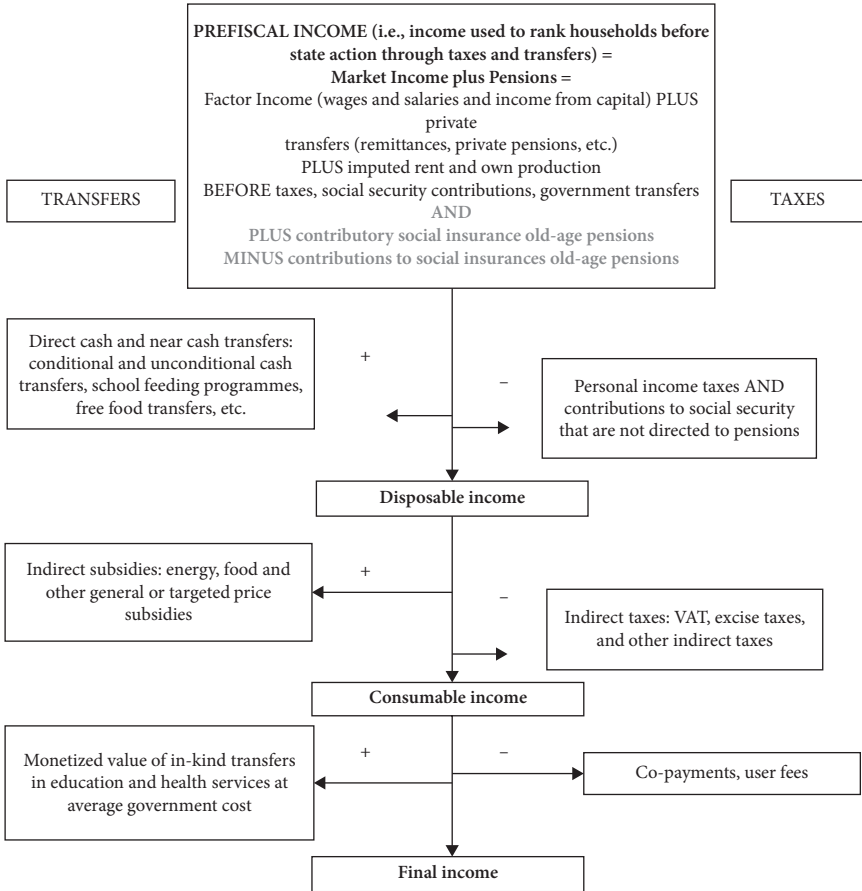 PREFISCAL INCOME (i.e., income used to rank households before
state action through taxes and transfers) =
Market Income plus Pensions =
Factor Income (wages and salaries and income from capital) PLUS
private
transfers (remittances, private pensions, etc.)
PLUS imputed rent and own production
BEFORE taxes, social security contributions, government transfers
AND
PLUS contributory social insurance old-age pensions
MINUS contributions to social insurances old-age pensions
TRANSFERS
TAXES
Direct cash and near cash transfers:
conditional and unconditional cash
transfers, school feeding programmes,
free food transfers, etc.
+
–
Personal income taxes AND
contributions to social security
that are not directed to pensions
Disposable income
Indirect subsidies: energy, food and
other general or targeted price
subsidies
+
–
Indirect taxes: VAT, excise taxes,
and other indirect taxes
Consumable income
Monetized value of in-kind transfers
in education and health services at
average government cost
+
–
Co-payments, user fees
Final income